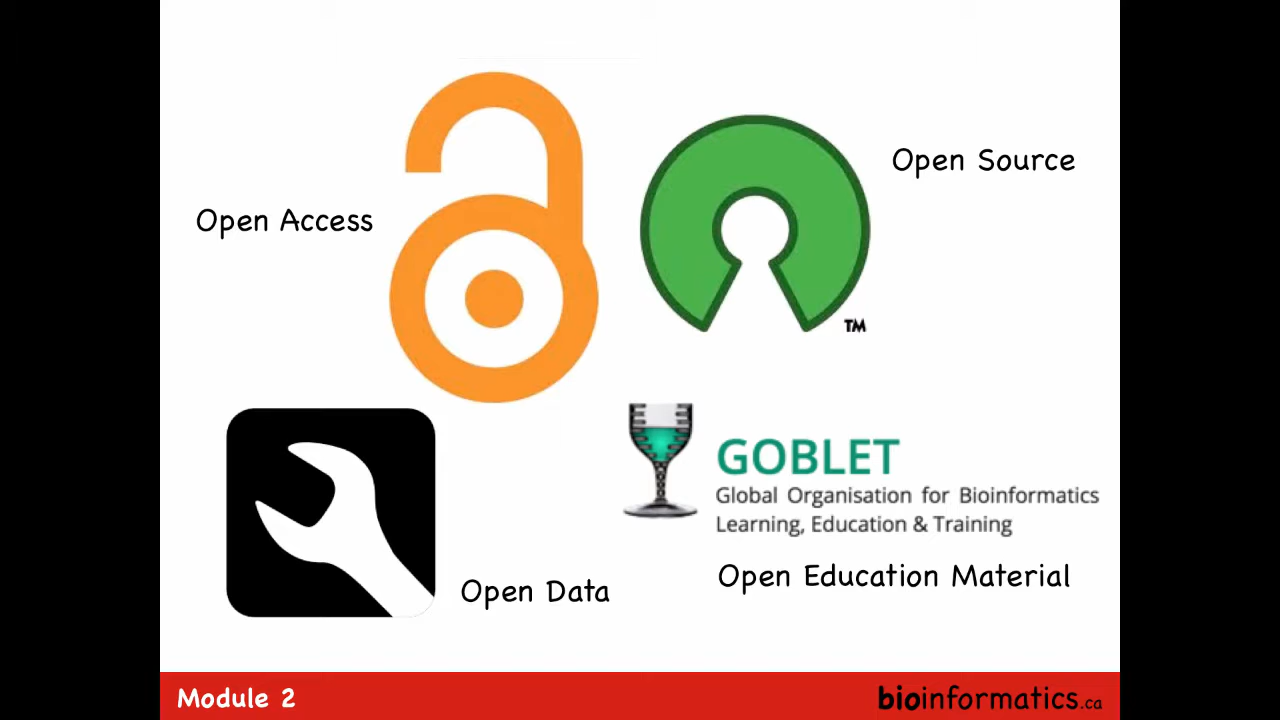 Open Source
Open Access
TM
GOBLET
Global Organisation for Bioinformatics
Learning, Education & Training
Open Education Material
Open Data
Module 2
bioinformatics.ca